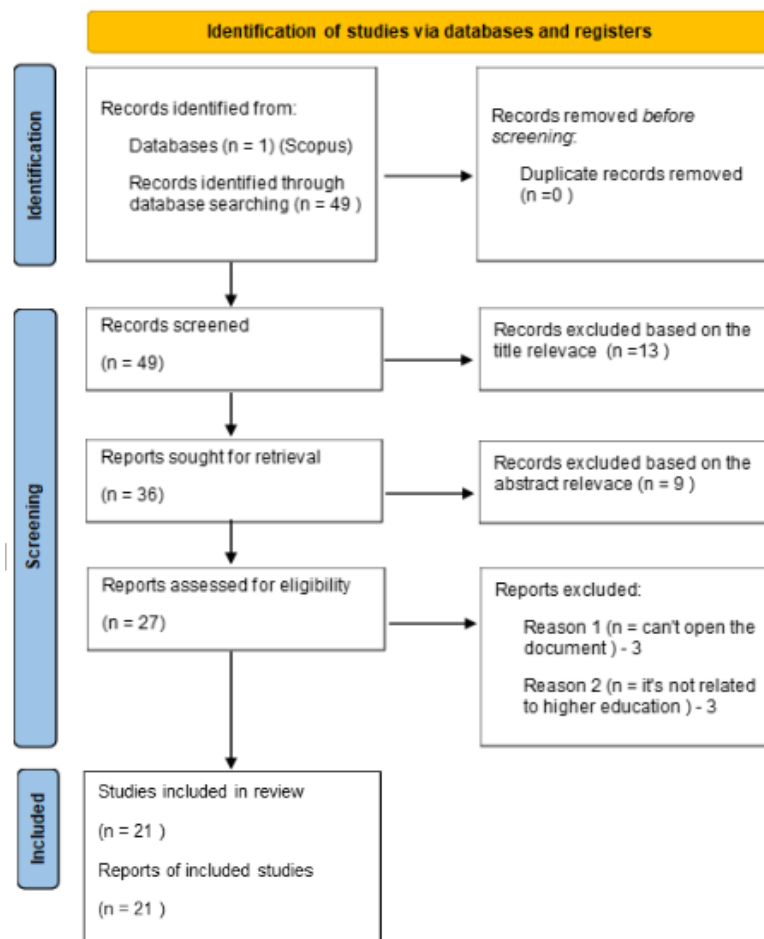 Identification of studies via databases and registers
Identification
Records identified from:
Databases (n = 1) (Scopus)
Records identified through
database searching (n = 49 )
Records removed before
screening:
Duplicate records removed
(n =0 )
Screening
Records screened
(n = 49)
Records excluded based on the
title relevace (n =13 )
Reports sought for retrieval
(n = 36)
Records excluded based on the
abstract relevace (n = 9 )
Reports assessed for eligibility
(n = 27)
Reports excluded:
Reason 1 (n = can't open the
document ) - 3
Reason 2 (n = it's not related
to higher education ) - 3
Included
Studies included in review
(n = 21 )
Reports of included studies
(n = 21 )